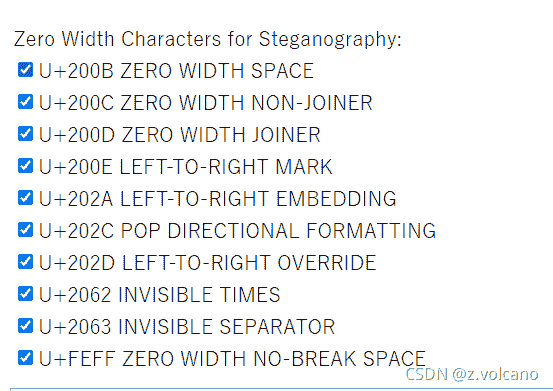 Zero Width Characters for Steganography:
U+200B ZERO WIDTH SPACE
U+200C ZERO WIDTH NON-JOINER
U+200D ZERO WIDTH JOINER
U+200E LEFT-TO-RIGHT MARK
U+202A LEFT-TO-RIGHT EMBEDDING
U+202C POP DIRECTIONAL FORMATTING
U+202D LEFT-TO-RIGHT OVERRIDE
U+2062 INVISIBLE TIMES
U+2063 INVISIBLE SEPARATOR
U+FEFF ZERO WIDTH NO-BREAK SPACE
CSDN @z.volcano